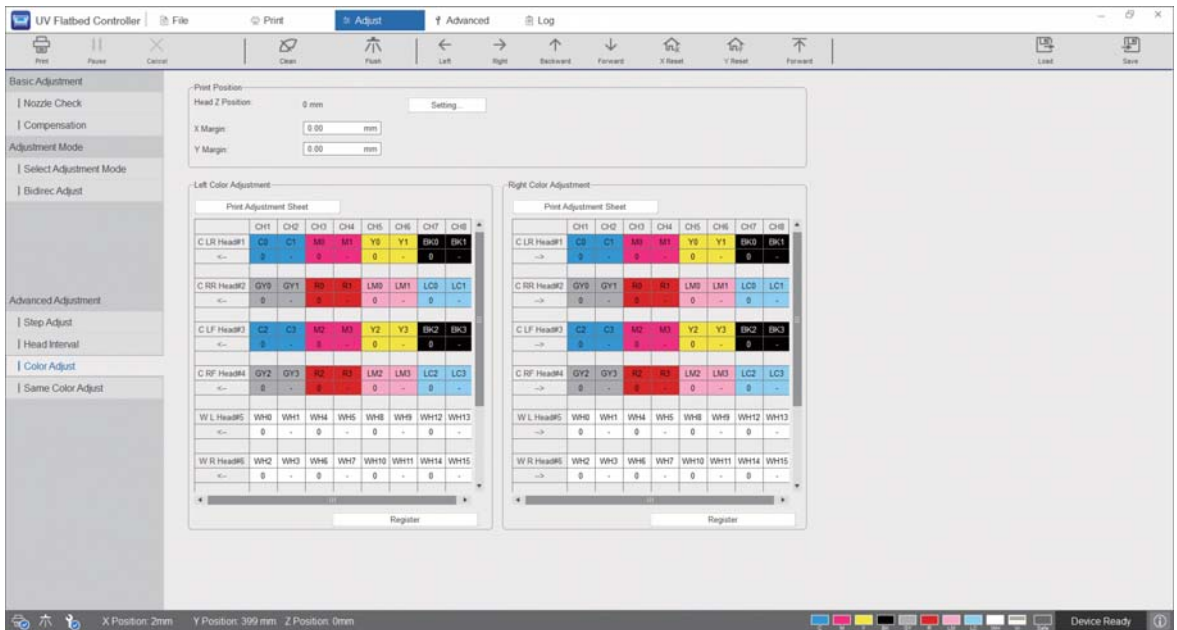 UV Flatbed Controller File Print Adjust Advanced Log
Print Pause Cancel Clean Flush Left Right Backward Forward X Reset Y Reset Forward Load Save
Basic Adjustment
Nozzle Check
Compensation
Adjustment Mode
Select Adjustment Mode
Bidirec Adjust
Advanced Adjustment
Step Adjust
Head Interval
Color Adjust
Same Color Adjust
Print Position
Head Z Position: 0 mm Setting...
X Margin: 0.00 mm
Y Margin: 0.00 mm
Left Color Adjustment
Print Adjustment Sheet
CH1 CH2 CH3 CH4 CH5 CH6 CH7 CH8
C LR Head#1 C0 C1 M0 M1 Y0 Y1 BK0 BK1
<-- 0 - 0 - 0 - 0 -
C RR Head#2 GY0 GY1 R0 R1 LM0 LM1 LC0 LC1
<-- 0 - 0 - 0 - 0 -
C LF Head#3 C2 C3 M2 M3 Y2 Y3 BK2 BK3
<-- 0 - 0 - 0 - 0 -
C RF Head#4 GY2 GY3 R2 R3 LM2 LM3 LC2 LC3
<-- 0 - 0 - 0 - 0 -
W L Head#5 WH0 WH1 WH4 WH5 WH8 WH9 WH12 WH13
<-- 0 - 0 - 0 - 0 -
W R Head#6 WH2 WH3 WH6 WH7 WH10 WH11 WH14 WH15
<-- 0 - 0 - 0 - 0 -
Register
Right Color Adjustment
Print Adjustment Sheet
CH1 CH2 CH3 CH4 CH5 CH6 CH7 CH8
C LR Head#1 C0 C1 M0 M1 Y0 Y1 BK0 BK1
--> 0 - 0 - 0 - 0 -
C RR Head#2 GY0 GY1 R0 R1 LM0 LM1 LC0 LC1
--> 0 - 0 - 0 - 0 -
C LF Head#3 C2 C3 M2 M3 Y2 Y3 BK2 BK3
--> 0 - 0 - 0 - 0 -
C RF Head#4 GY2 GY3 R2 R3 LM2 LM3 LC2 LC3
--> 0 - 0 - 0 - 0 -
W L Head#5 WH0 WH1 WH4 WH5 WH8 WH9 WH12 WH13
--> 0 - 0 - 0 - 0 -
W R Head#6 WH2 WH3 WH6 WH7 WH10 WH11 WH14 WH15
--> 0 - 0 - 0 - 0 -
Register
X Position: 2mm Y Position: 399 mm Z Position: 0mm C M Y BK GY R LM LC Device Ready